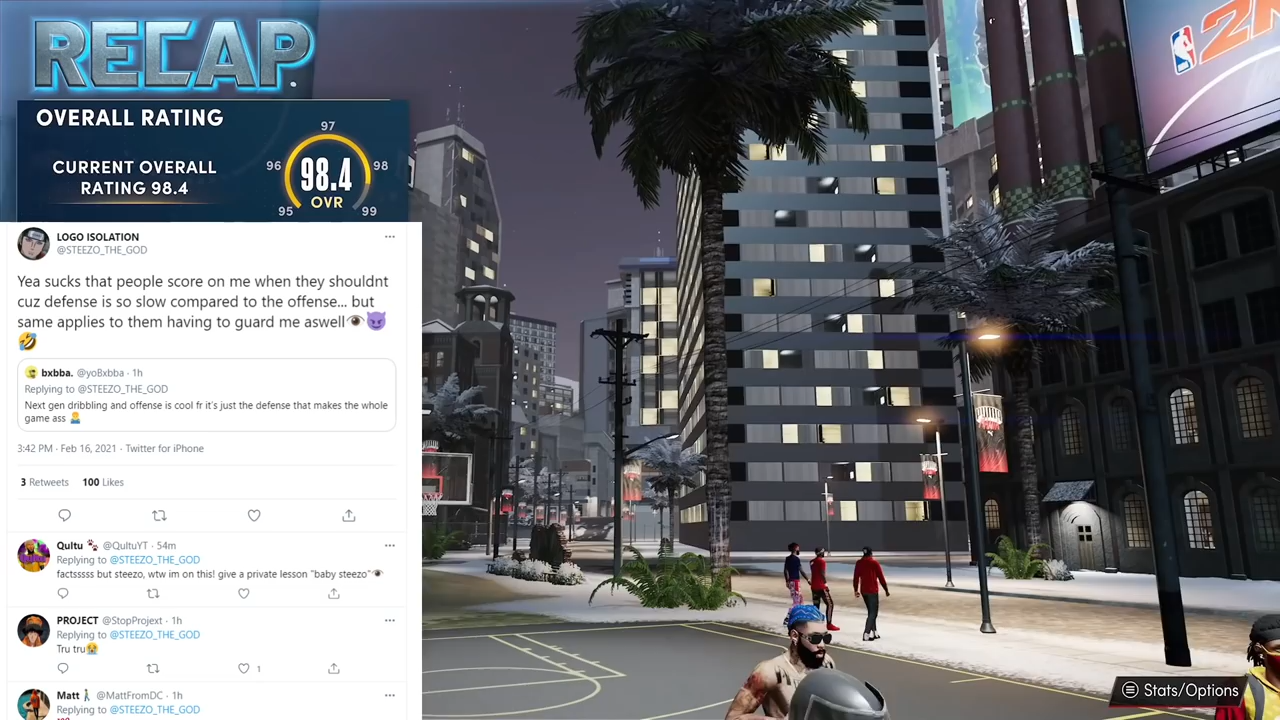 RECAP.
OVERALL RATING
CURRENT OVERALL
RATING 98.4
97
96
98
98.4
OVR
95
99
LOGO ISOLATION
@STEEZO_THE_GOD
Yea sucks that people score on me when they shouldnt
cuz defense is so slow compared to the offense... but
same applies to them having to guard me aswell👁😈
🤣
bxbba. @yoBxbba · 1h
Replying to @STEEZO_THE_GOD
Next gen dribbling and offense is cool fr it's just the defense that makes the whole
game ass 🤷‍♂️
3:42 PM · Feb 16, 2021 · Twitter for iPhone
3 Retweets 100 Likes
Qultu 🐾 @QultuYT · 54m
Replying to @STEEZO_THE_GOD
factsssss but steezo, wtw im on this! give a private lesson "baby steezo"👁
PROJECT @StopProjext · 1h
Replying to @STEEZO_THE_GOD
Tru tru😭
1
Matt 🚶 @MattFromDC · 1h
Replying to @STEEZO_THE_GOD
NBA 2K
Stats/Options